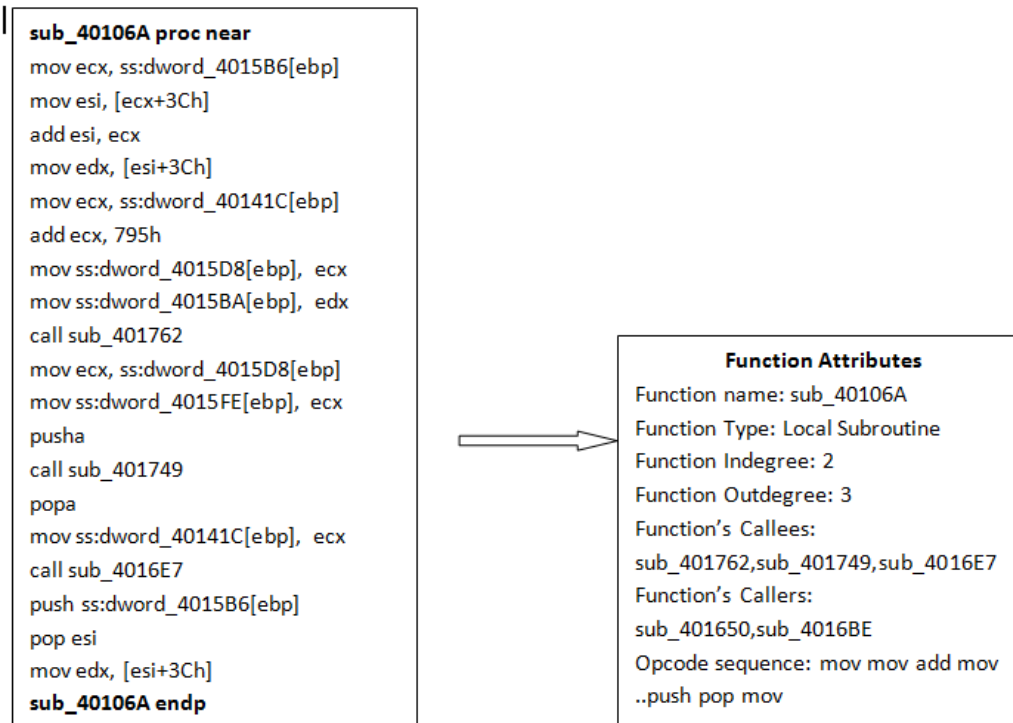 sub_40106A proc near
mov ecx, ss:dword_4015B6[ebp]
mov esi, [ecx+3Ch]
add esi, ecx
mov edx, [esi+3Ch]
mov ecx, ss:dword_40141C[ebp]
add ecx, 795h
mov ss:dword_4015D8[ebp], ecx
mov ss:dword_4015BA[ebp], edx
call sub_401762
mov ecx, ss:dword_4015D8[ebp]
mov ss:dword_4015FE[ebp], ecx
pusha
call sub_401749
popa
mov ss:dword_40141C[ebp], ecx
call sub_4016E7
push ss:dword_4015B6[ebp]
pop esi
mov edx, [esi+3Ch]
sub_40106A endp
Function Attributes
Function name: sub_40106A
Function Type: Local Subroutine
Function Indegree: 2
Function Outdegree: 3
Function's Callees:
sub_401762,sub_401749,sub_4016E7
Function's Callers:
sub_401650,sub_4016BE
Opcode sequence: mov mov add mov
..push pop mov